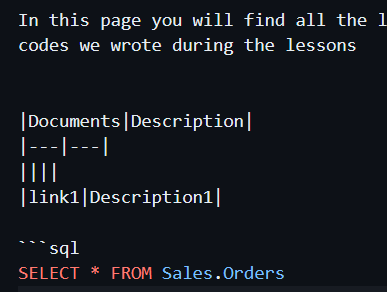 In this page you will find all the
codes we wrote during the lessons
|Documents|Description|
|---|---|
||||
|link1|Description1|
```sql
SELECT * FROM Sales.Orders